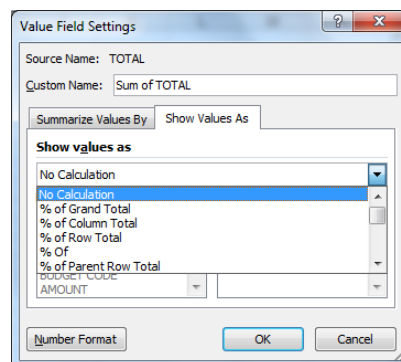 Value Field Settings
?
Source Name: TOTAL
Custom Name: Sum of TOTAL
Summarize Values By Show Values As
Show values as
No Calculation
No Calculation
% of Grand Total
% of Column Total
% of Row Total
% Of
% of Parent Row Total
BUDGET CODE
AMOUNT
Number Format OK Cancel